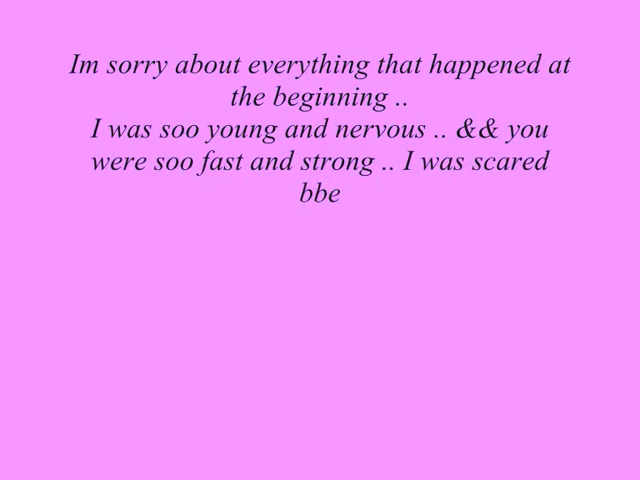 Im sorry about everything that happened at
the beginning ..
I was soo young and nervous .. && you
were soo fast and strong .. I was scared
bbe